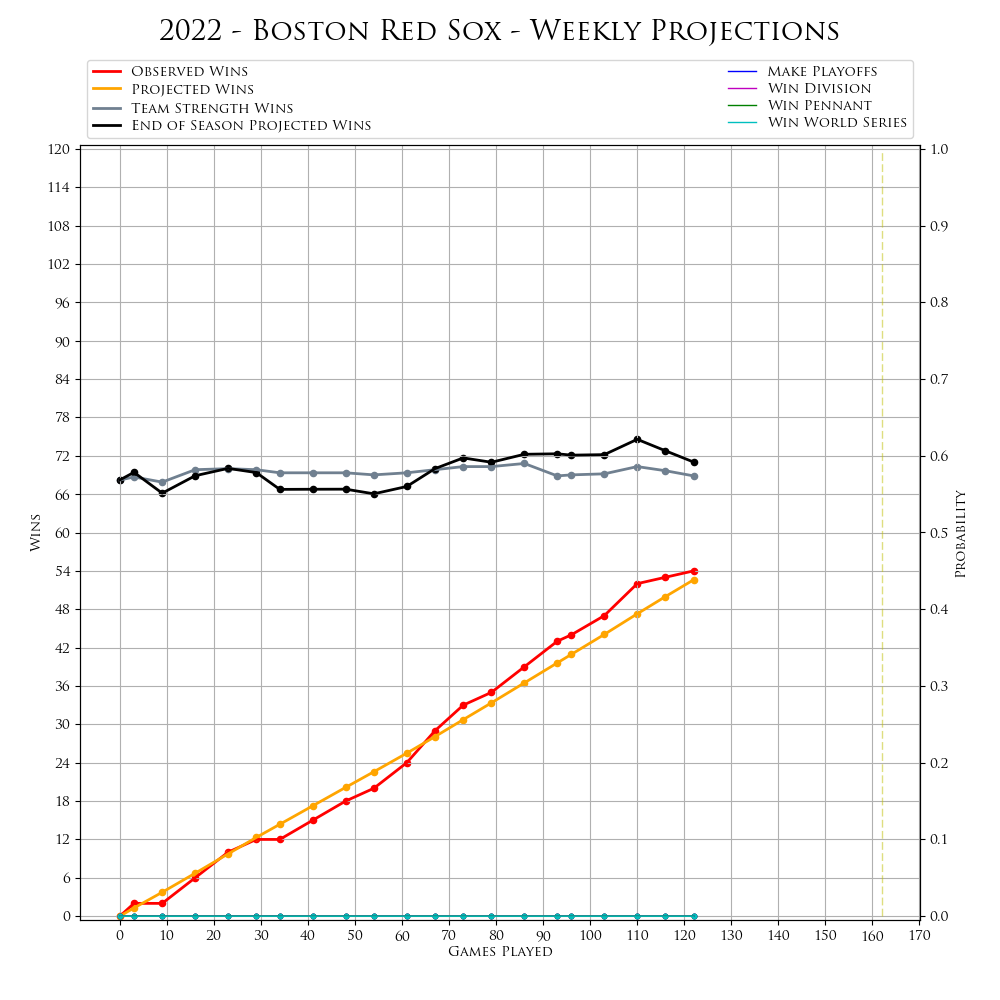 2022 - Boston Red Sox - Weekly Projections
Observed Wins
Projected Wins
Team Strength Wins
End of Season Projected Wins
Make Playoffs
Win Division
Win Pennant
Win World Series
120
114
108
102
96
90
84
78
72
66
60
54
48
42
36
30
24
18
12
6
0
Wins
1.0
0.9
0.8
0.7
0.6
0.5
0.4
0.3
0.2
0.1
0.0
Probability
0 10 20 30 40 50 60 70 80 90 100 110 120 130 140 150 160 170
Games Played